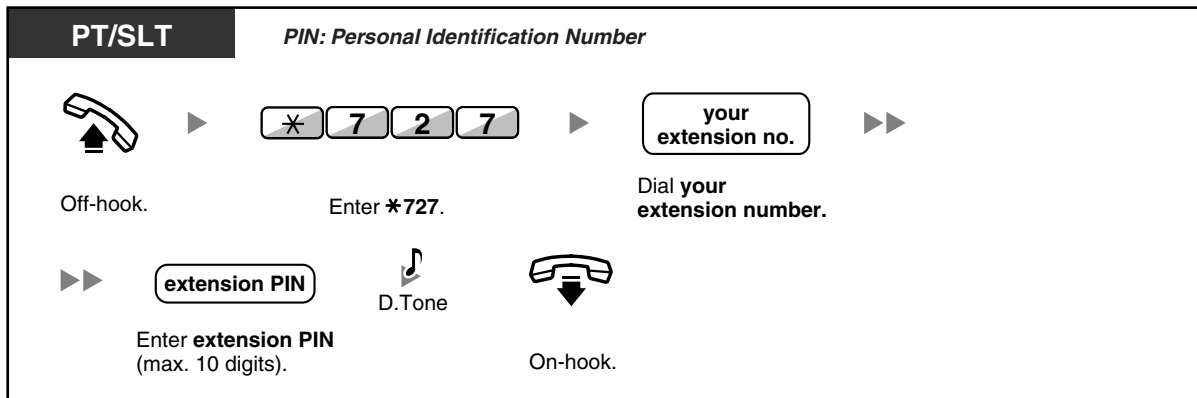 PT/SLT
PIN: Personal Identification Number
* 7 2 7
your
extension no.
Off-hook.
Enter *727.
Dial your
extension number.
extension PIN
D.Tone
Enter extension PIN
(max. 10 digits).
On-hook.